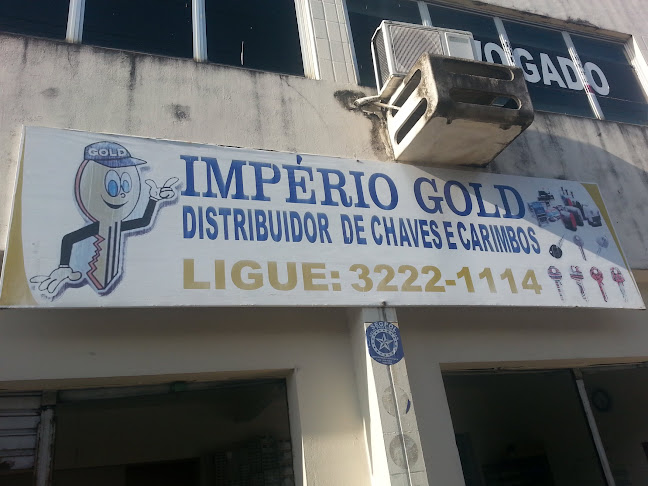 OGADO
GOLD
IMPÉRIO GOLD
DISTRIBUIDOR DE CHAVES E CARIMBOS
LIGUE: 3222-1114